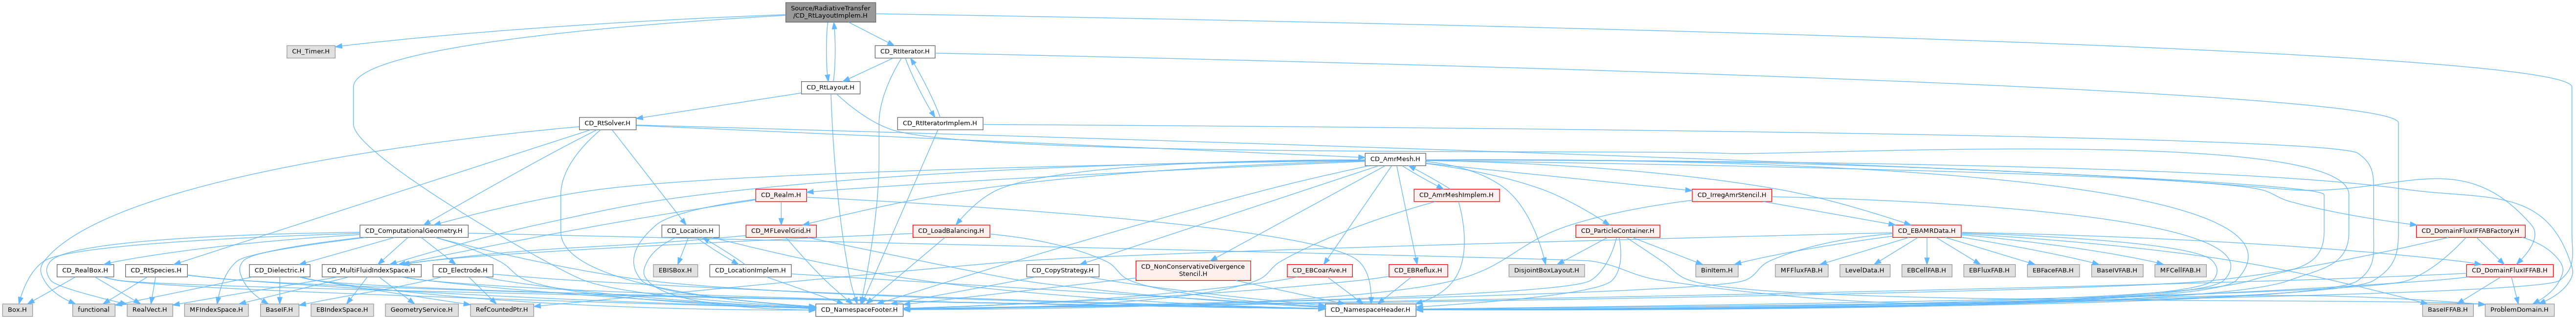 Source/RadiativeTransfer
/CD_RtLayoutImplem.H
CH_Timer.H
CD_RtIterator.H
CD_RtLayout.H
CD_RtSolver.H
CD_RtIteratorImplem.H
CD_AmrMesh.H
CD_Realm.H
CD_AmrMeshImplem.H
CD_IrregAmrStencil.H
CD_ComputationalGeometry.H
CD_Location.H
CD_MFLevelGrid.H
CD_LoadBalancing.H
CD_ParticleContainer.H
CD_EBAMRData.H
CD_DomainFluxIFFABFactory.H
CD_RealBox.H
CD_RtSpecies.H
CD_Dielectric.H
CD_MultiFluidIndexSpace.H
CD_Electrode.H
EBISBox.H
CD_LocationImplem.H
CD_CopyStrategy.H
CD_NonConservativeDivergence
Stencil.H
CD_EBCoarAve.H
CD_EBReflux.H
DisjointBoxLayout.H
BinItem.H
MFFluxFAB.H
LevelData.H
EBCellFAB.H
EBFluxFAB.H
EBFaceFAB.H
BaseIVFAB.H
MFCellFAB.H
CD_DomainFluxIFFAB.H
Box.H
functional
RealVect.H
MFIndexSpace.H
BaseIF.H
EBIndexSpace.H
GeometryService.H
RefCountedPtr.H
CD_NamespaceFooter.H
CD_NamespaceHeader.H
BaseIFFAB.H
ProblemDomain.H